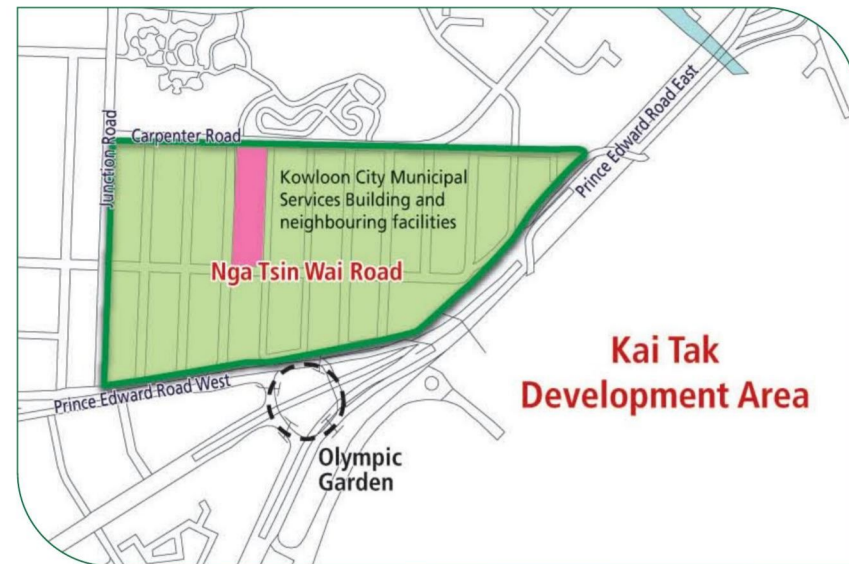 Prince Edward Road East
Junction Road
Carpenter Road
Kowloon City Municipal
Services Building and
neighbouring facilities
Nga Tsin Wai Road
Kai Tak
Development Area
Prince Edward Road West
Olympic
Garden